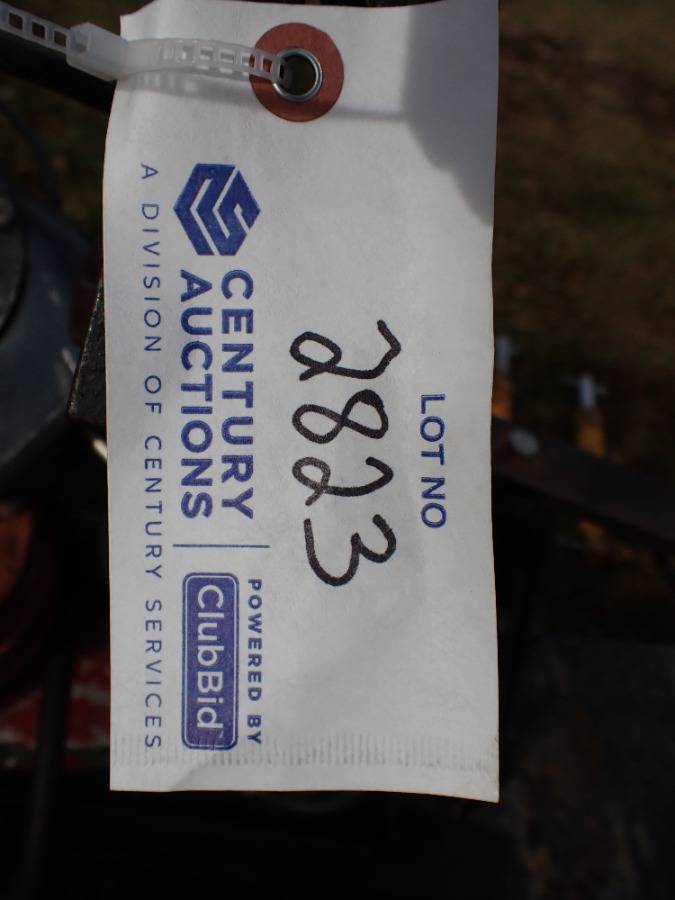 LOT NO
2823
CENTURY
AUCTIONS
POWERED BY
ClubBid
A DIVISION OF CENTURY SERVICES